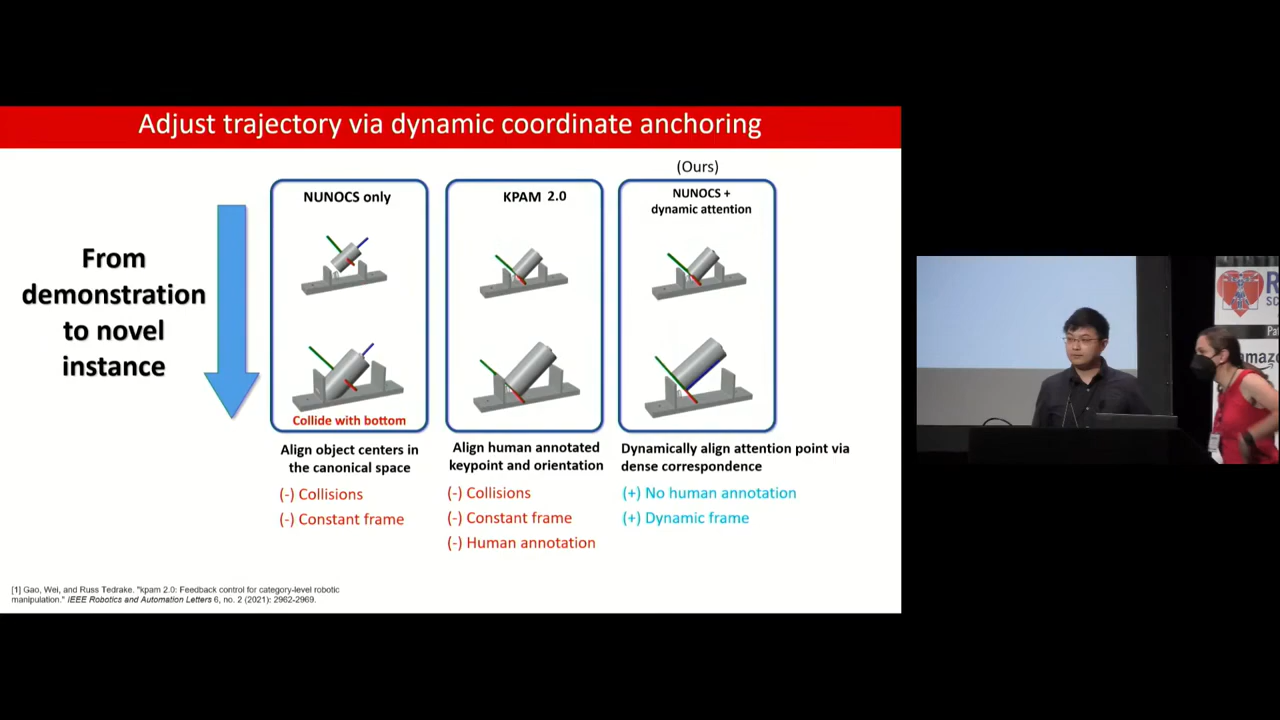 Adjust trajectory via dynamic coordinate anchoring
From
demonstration
to novel
instance
NUNOCS only
Collide with bottom
Align object centers in
the canonical space
(-) Collisions
(-) Constant frame
KPAM 2.0
Align human annotated
keypoint and orientation
(-) Collisions
(-) Constant frame
(-) Human annotation
(Ours)
NUNOCS +
dynamic attention
Dynamically align attention point via
dense correspondence
(+) No human annotation
(+) Dynamic frame
[1] Gao, Wei, and Russ Tedrake. "kpam 2.0: Feedback control for category-level robotic
manipulation." IEEE Robotics and Automation Letters 6, no. 2 (2021): 2962-2969.
R
SC
Pat
amazo